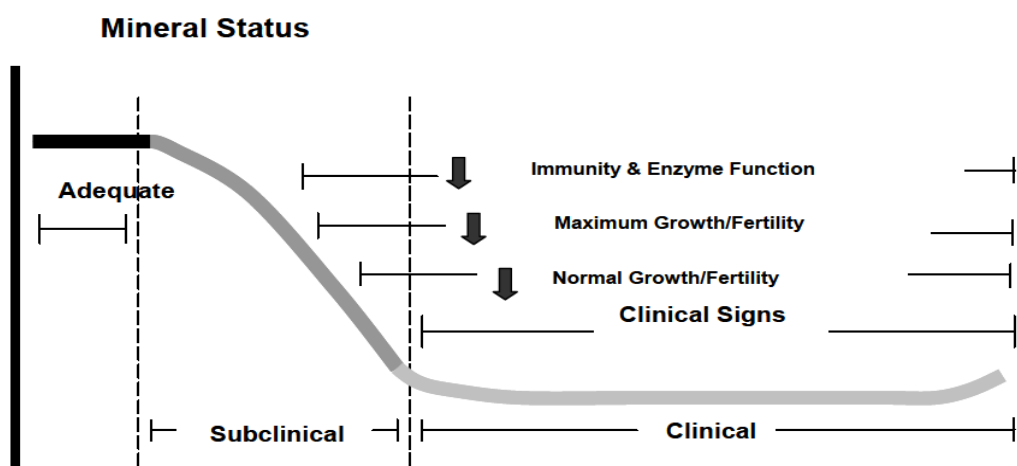 Mineral Status
Immunity & Enzyme Function
Adequate
Maximum Growth/Fertility
Normal Growth/Fertility
Clinical Signs
Subclinical
Clinical